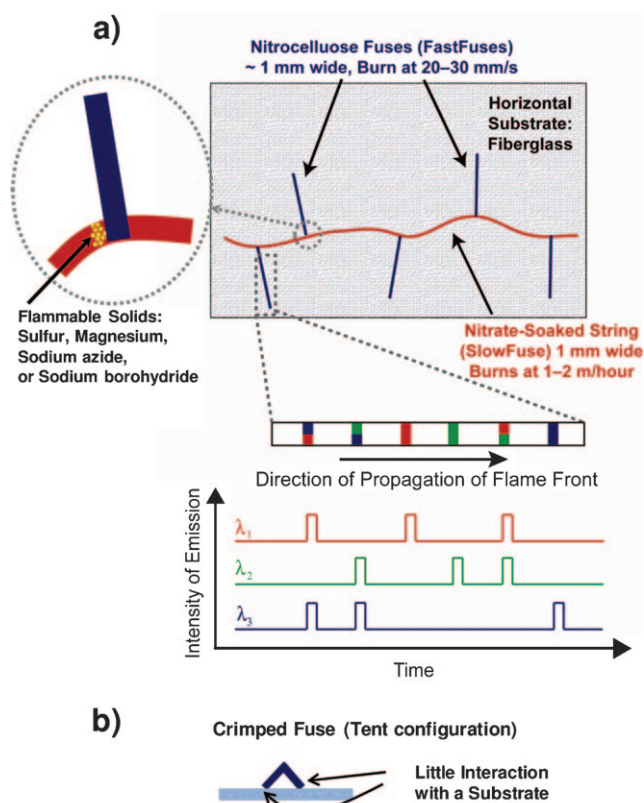 a)
Nitrocelluose Fuses (FastFuses)
~ 1 mm wide, Burn at 20–30 mm/s
Horizontal
Substrate:
Fiberglass
Flammable Solids:
Sulfur, Magnesium,
Sodium azide,
or Sodium borohydride
Nitrate-Soaked String
(SlowFuse) 1 mm wide
Burns at 1–2 m/hour
Direction of Propagation of Flame Front
Intensity of Emission
λ1
λ2
λ3
Time
b)
Crimped Fuse (Tent configuration)
Little Interaction
with a Substrate